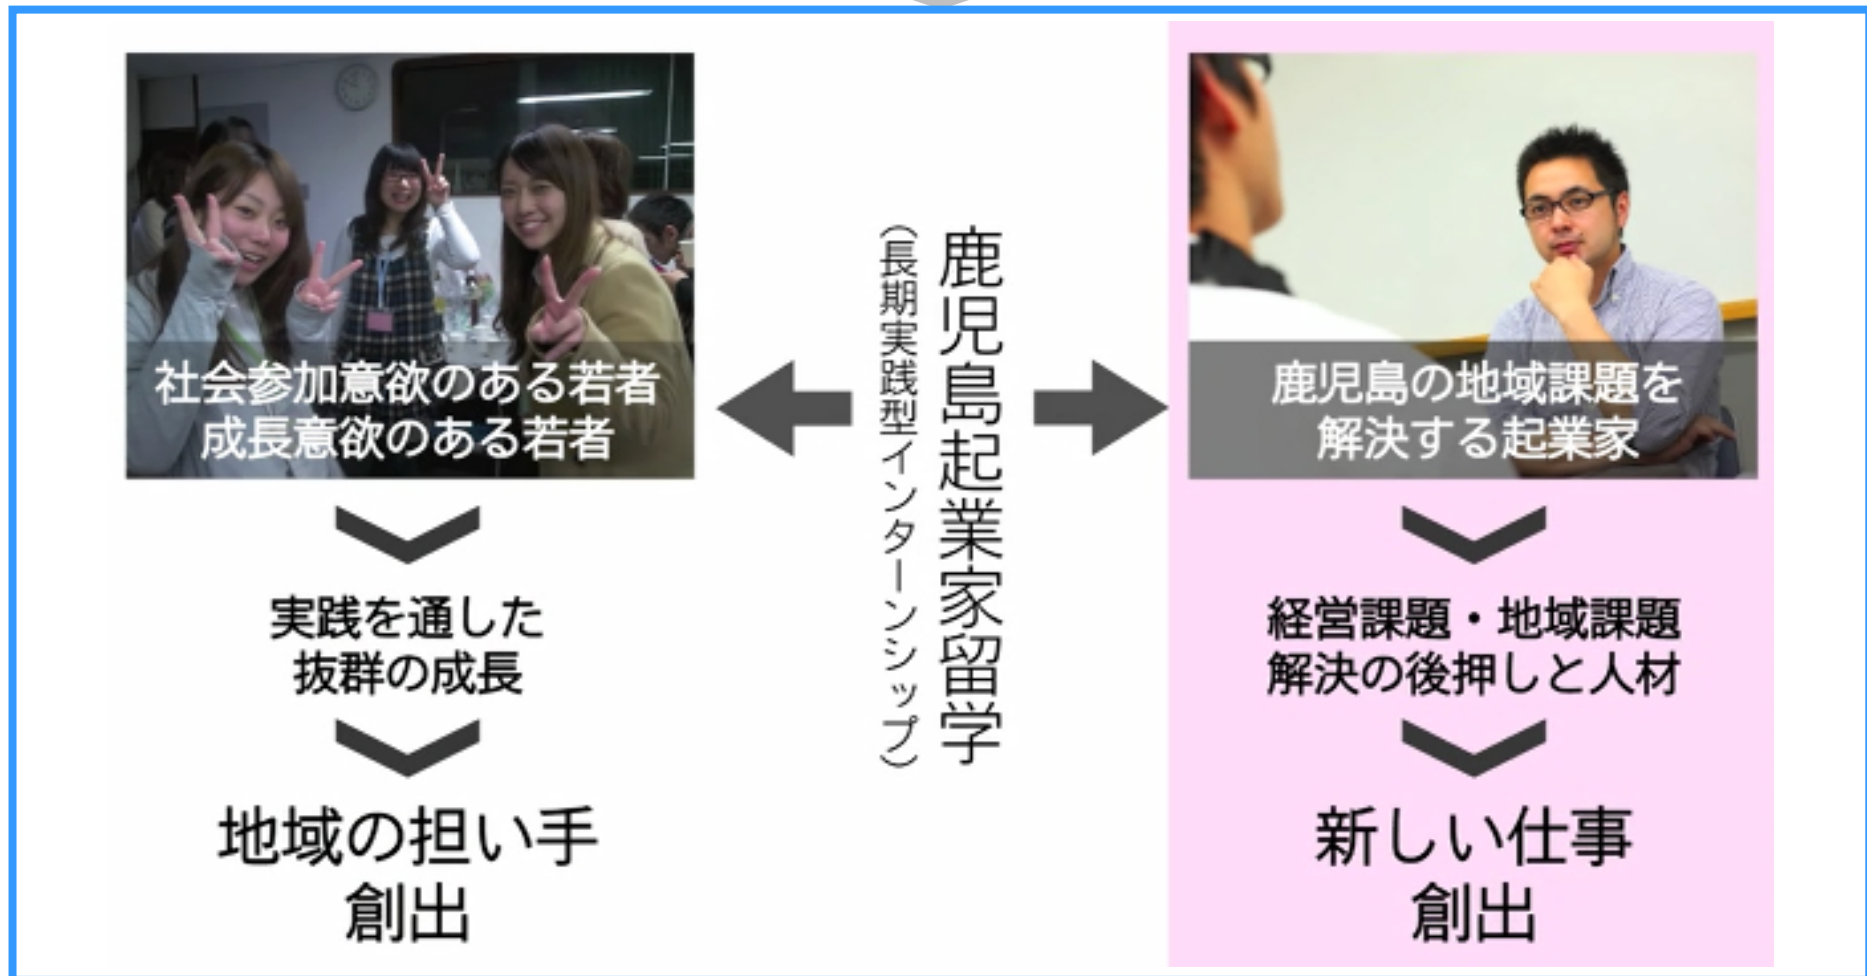 社会参加意欲のある若者
成長意欲のある若者
実践を通した
抜群の成長
地域の担い手
創出
鹿児島起業家留学
（長期実践型インターンシップ）
鹿児島の地域課題を
解決する起業家
経営課題・地域課題
解決の後押しと人材
新しい仕事
創出